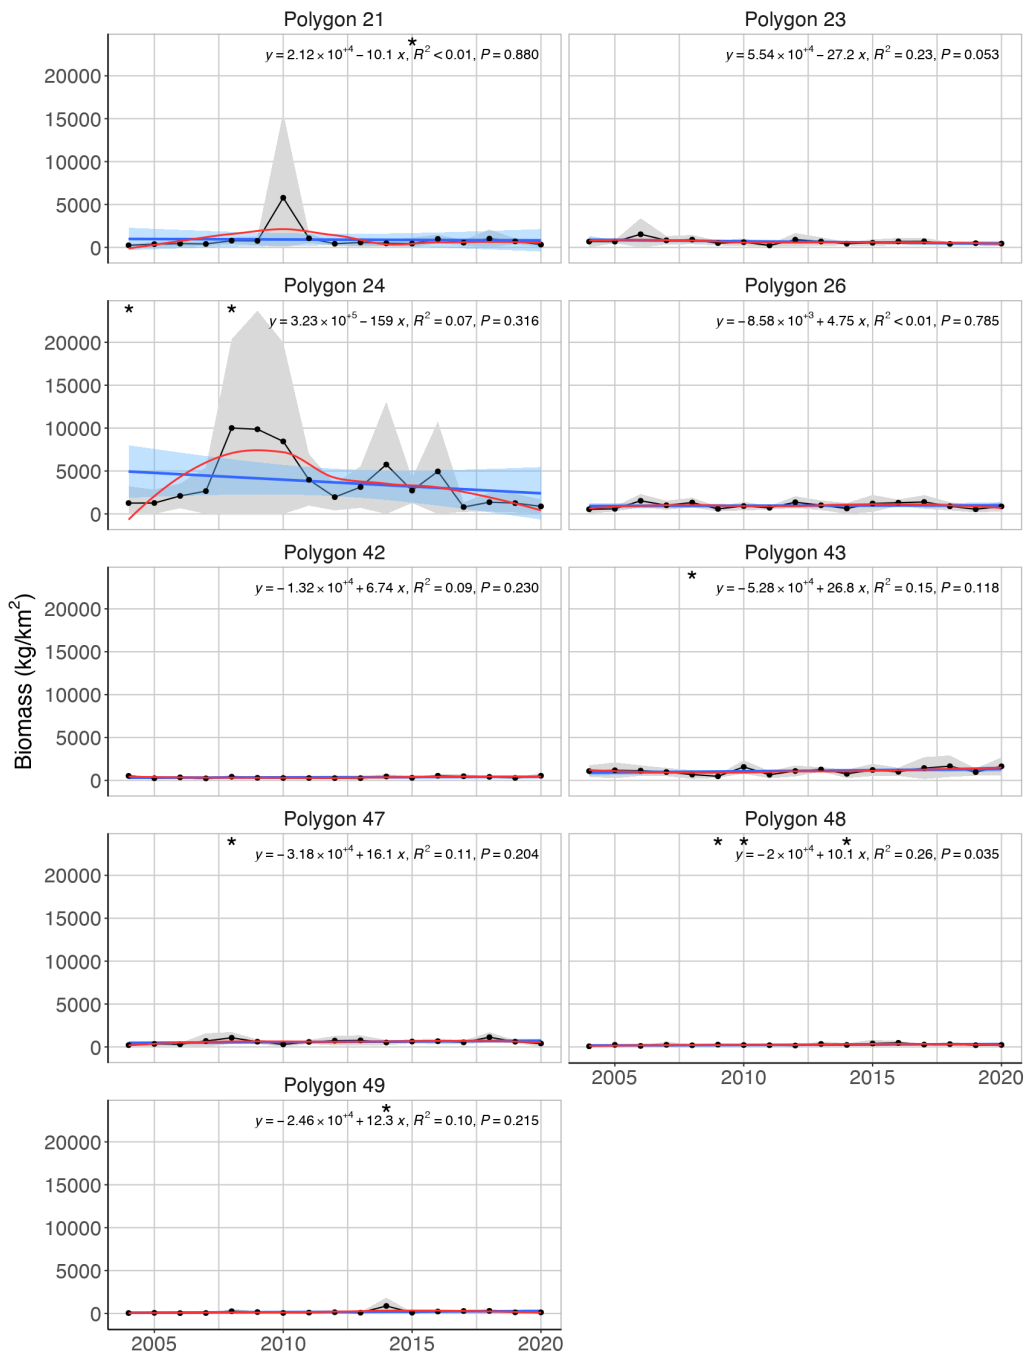 Polygon 21
Polygon 23
*
y = 2.12 × 10⁺⁴ − 10.1 x, R² < 0.01, P = 0.880
y = 5.54 × 10⁺⁴ − 27.2 x, R² = 0.23, P = 0.053
20000
15000
10000
5000
0
Polygon 24
Polygon 26
* *
y = 3.23 × 10⁺⁵ − 159 x, R² = 0.07, P = 0.316
y = − 8.58 × 10⁺³ + 4.75 x, R² < 0.01, P = 0.785
20000
15000
10000
5000
0
Polygon 42
Polygon 43
*
y = − 1.32 × 10⁺⁴ + 6.74 x, R² = 0.09, P = 0.230
y = − 5.28 × 10⁺⁴ + 26.8 x, R² = 0.15, P = 0.118
20000
15000
10000
5000
0
Biomass (kg/km²)
Polygon 47
Polygon 48
*
* * *
y = − 3.18 × 10⁺⁴ + 16.1 x, R² = 0.11, P = 0.204
y = − 2 × 10⁺⁴ + 10.1 x, R² = 0.26, P = 0.035
20000
15000
10000
5000
0
2005 2010 2015 2020
Polygon 49
*
y = − 2.46 × 10⁺⁴ + 12.3 x, R² = 0.10, P = 0.215
20000
15000
10000
5000
0
2005 2010 2015 2020